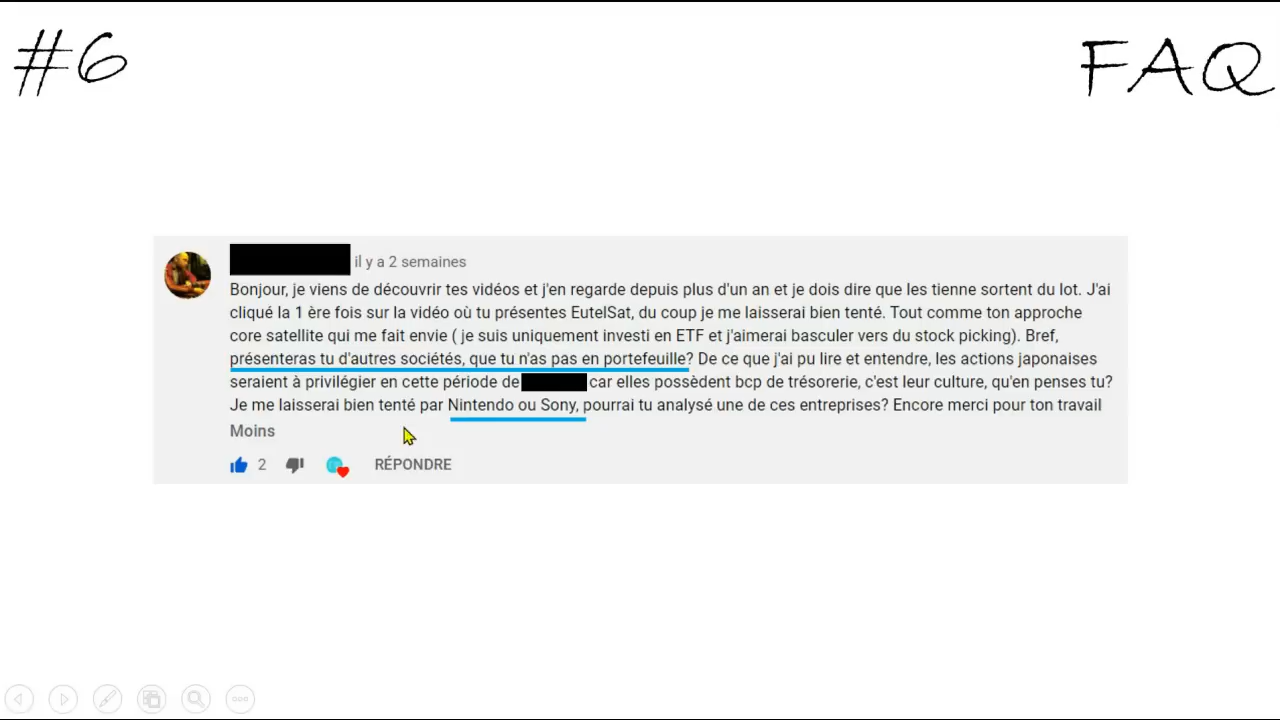 #6
FAQ
il y a 2 semaines
Bonjour, je viens de découvrir tes vidéos et j'en regarde depuis plus d'un an et je dois dire que les tienne sortent du lot. J'ai
cliqué la 1 ère fois sur la vidéo où tu présentes EutelSat, du coup je me laisserai bien tenté. Tout comme ton approche
core satellite qui me fait envie ( je suis uniquement investi en ETF et j'aimerai basculer vers du stock picking). Bref,
présenteras tu d'autres sociétés, que tu n'as pas en portefeuille? De ce que j'ai pu lire et entendre, les actions japonaises
seraient à privilégier en cette période de car elles possèdent bcp de trésorerie, c'est leur culture, qu'en penses tu?
Je me laisserai bien tenté par Nintendo ou Sony, pourrai tu analysé une de ces entreprises? Encore merci pour ton travail
Moins
2 RÉPONDRE